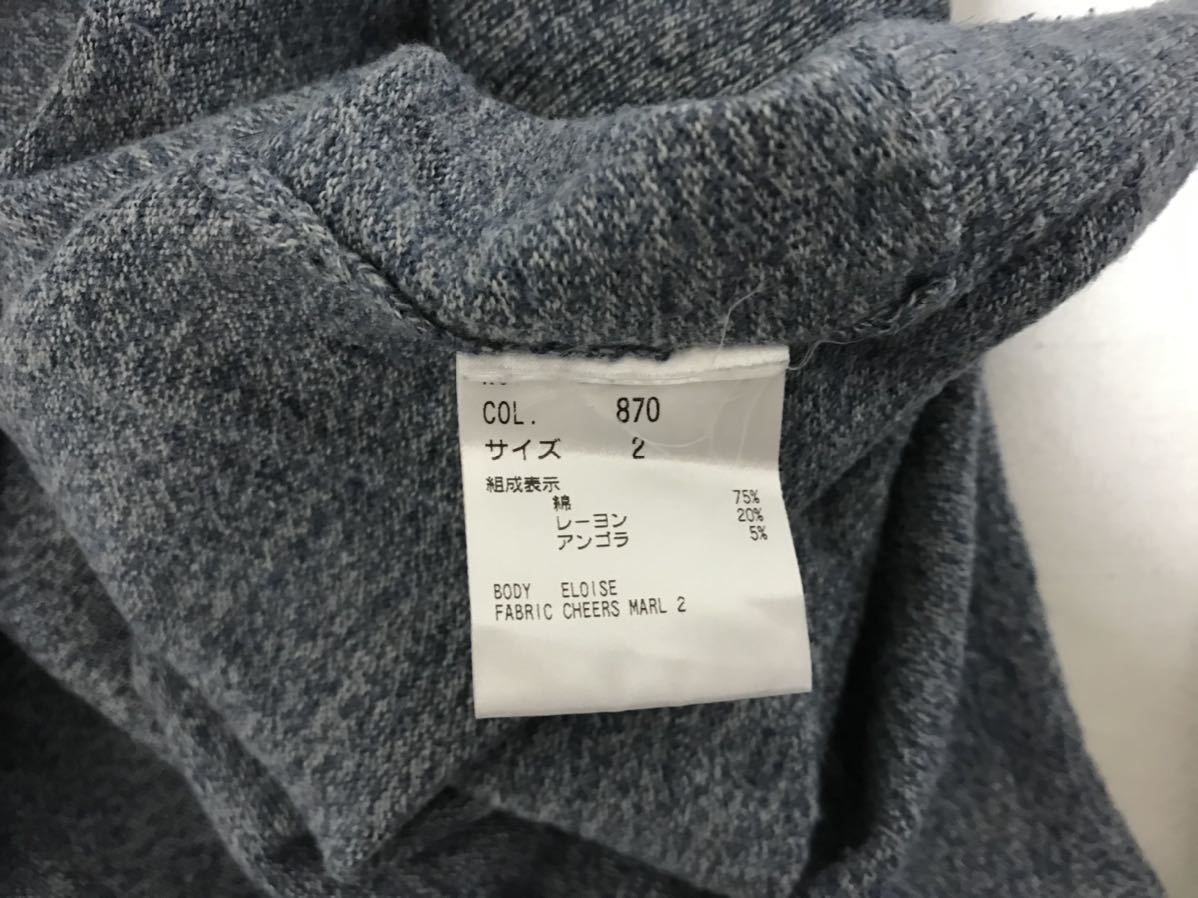 COL. 870
サイズ 2
組成表示
綿 75%
レーヨン 20%
アンゴラ 5%
BODY ELOISE
FABRIC CHEERS MARL 2